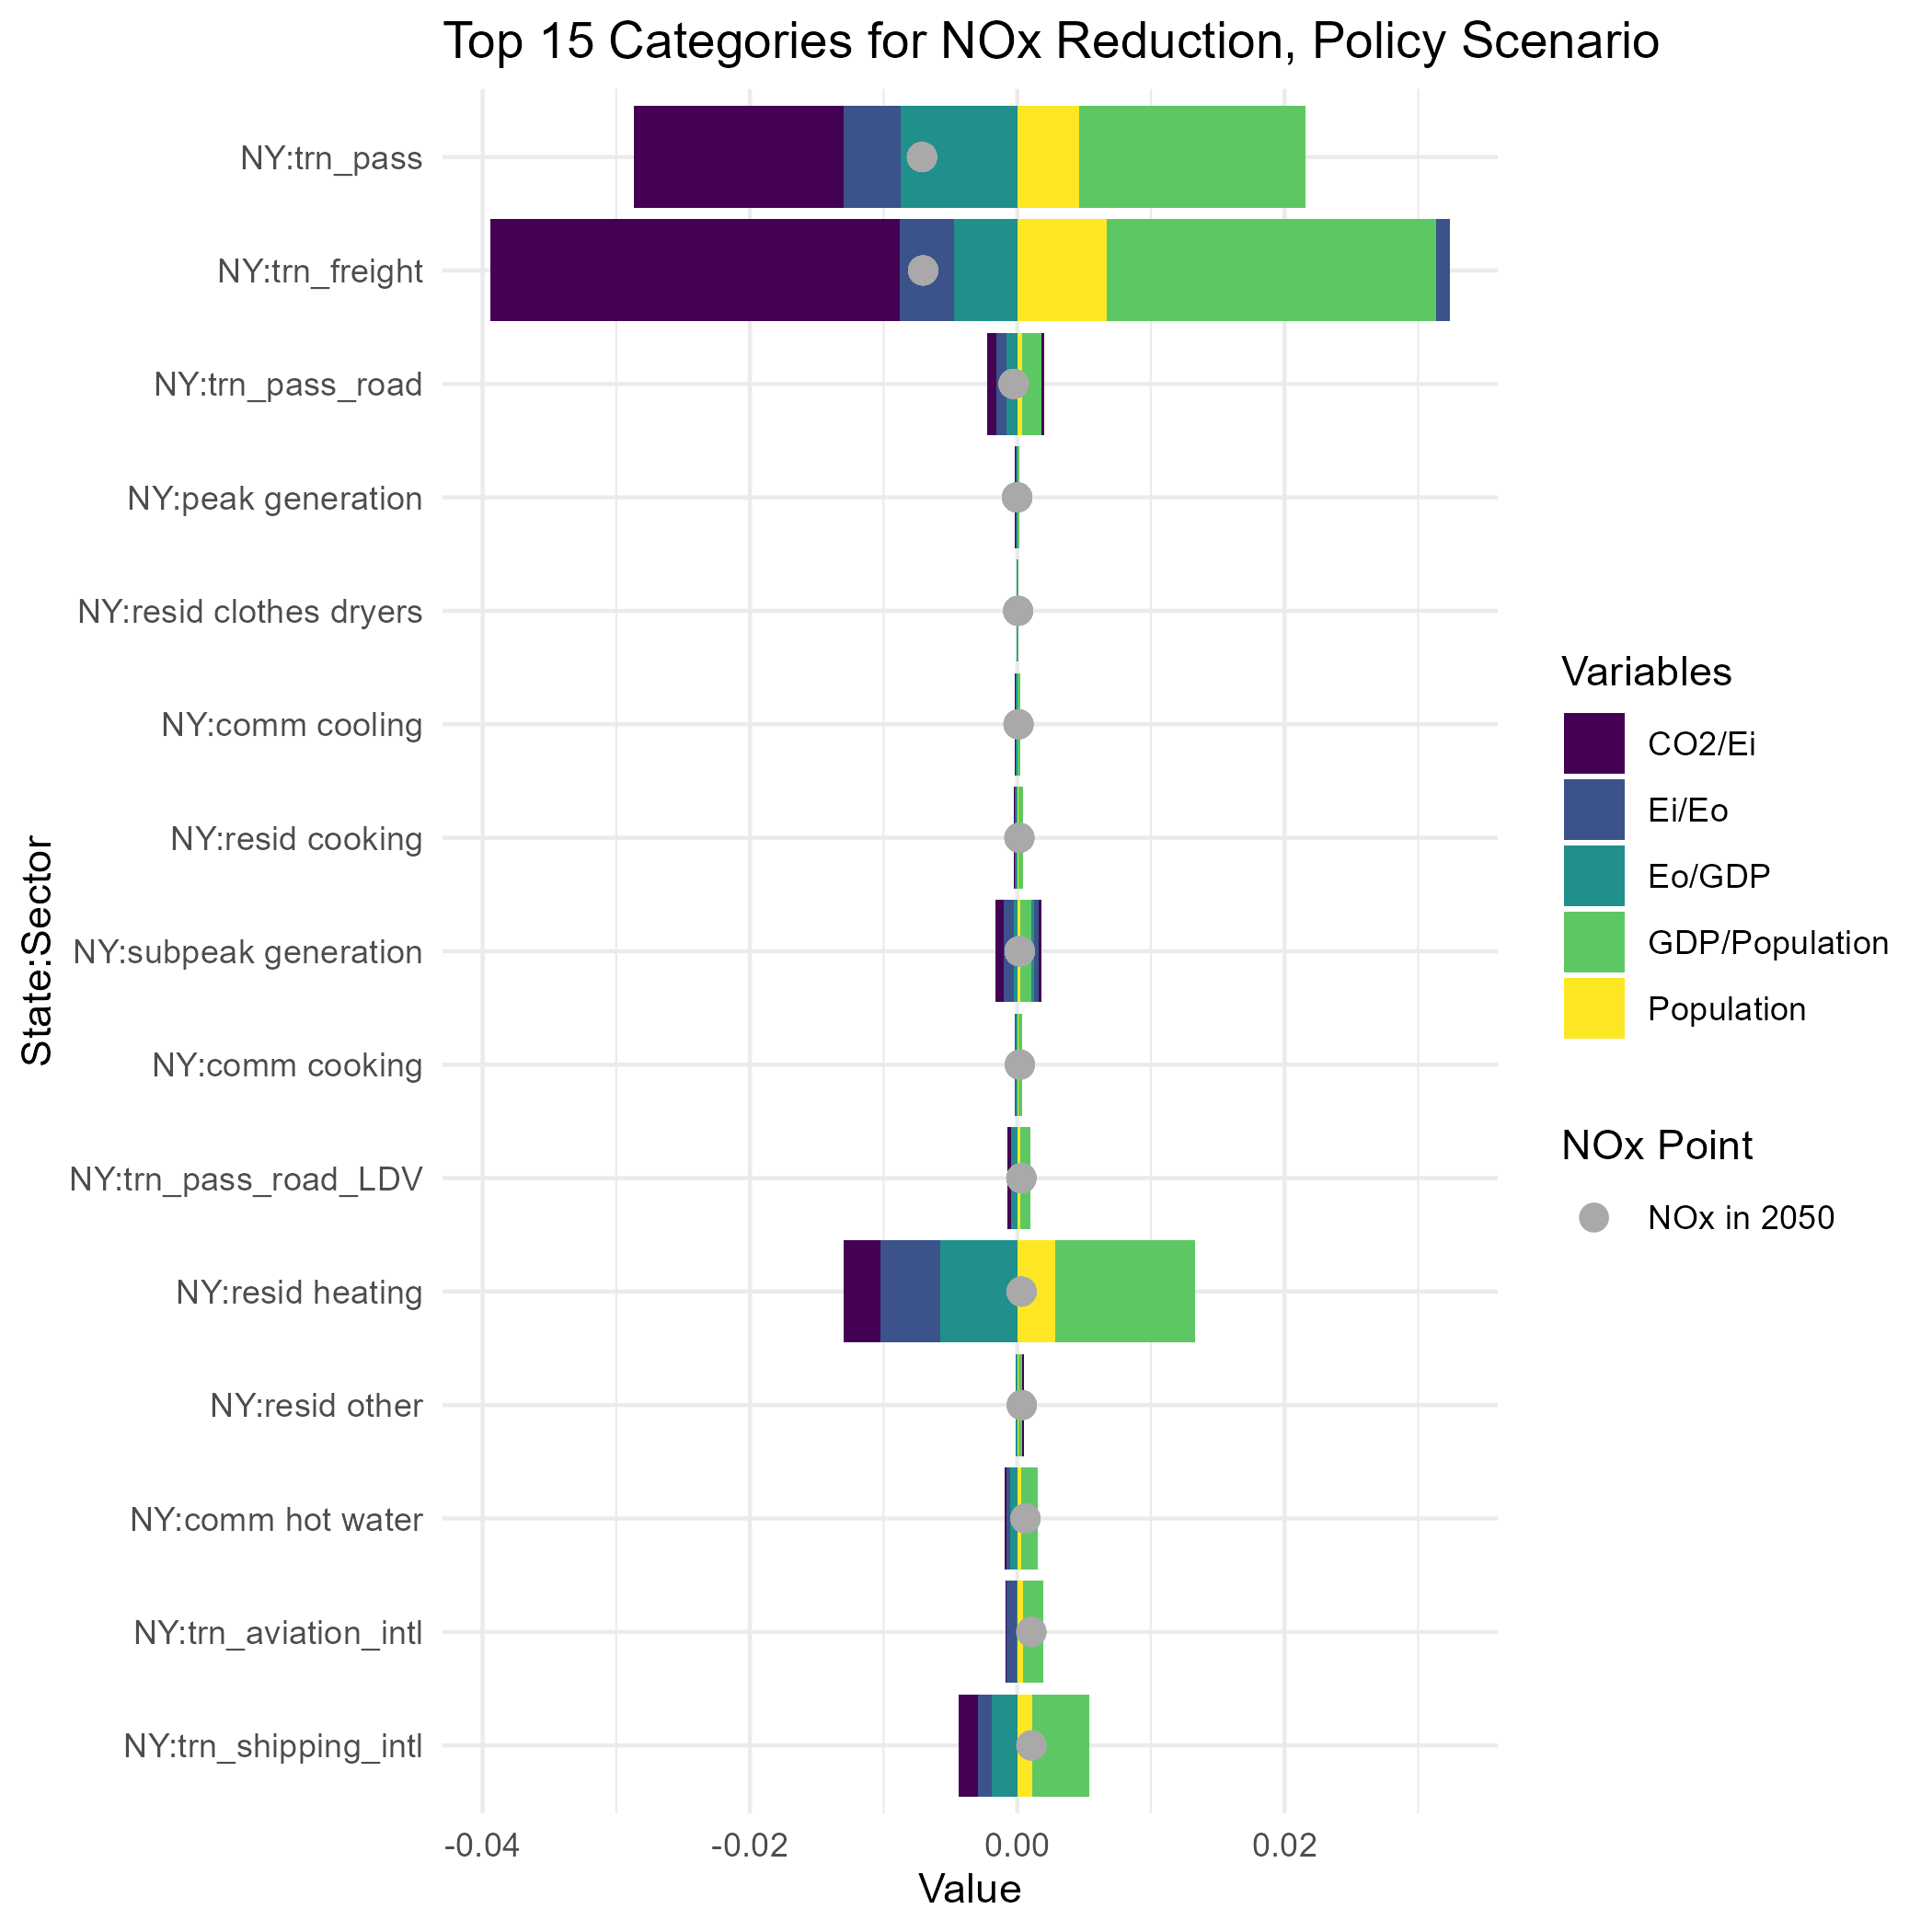 Top 15 Categories for NOx Reduction, Policy Scenario
State:Sector
NY:trn_pass
NY:trn_freight
NY:trn_pass_road
NY:peak generation
NY:resid clothes dryers
NY:comm cooling
NY:resid cooking
NY:subpeak generation
NY:comm cooking
NY:trn_pass_road_LDV
NY:resid heating
NY:resid other
NY:comm hot water
NY:trn_aviation_intl
NY:trn_shipping_intl
-0.04 -0.02 0.00 0.02
Value
Variables
CO2/Ei
Ei/Eo
Eo/GDP
GDP/Population
Population
NOx Point
NOx in 2050